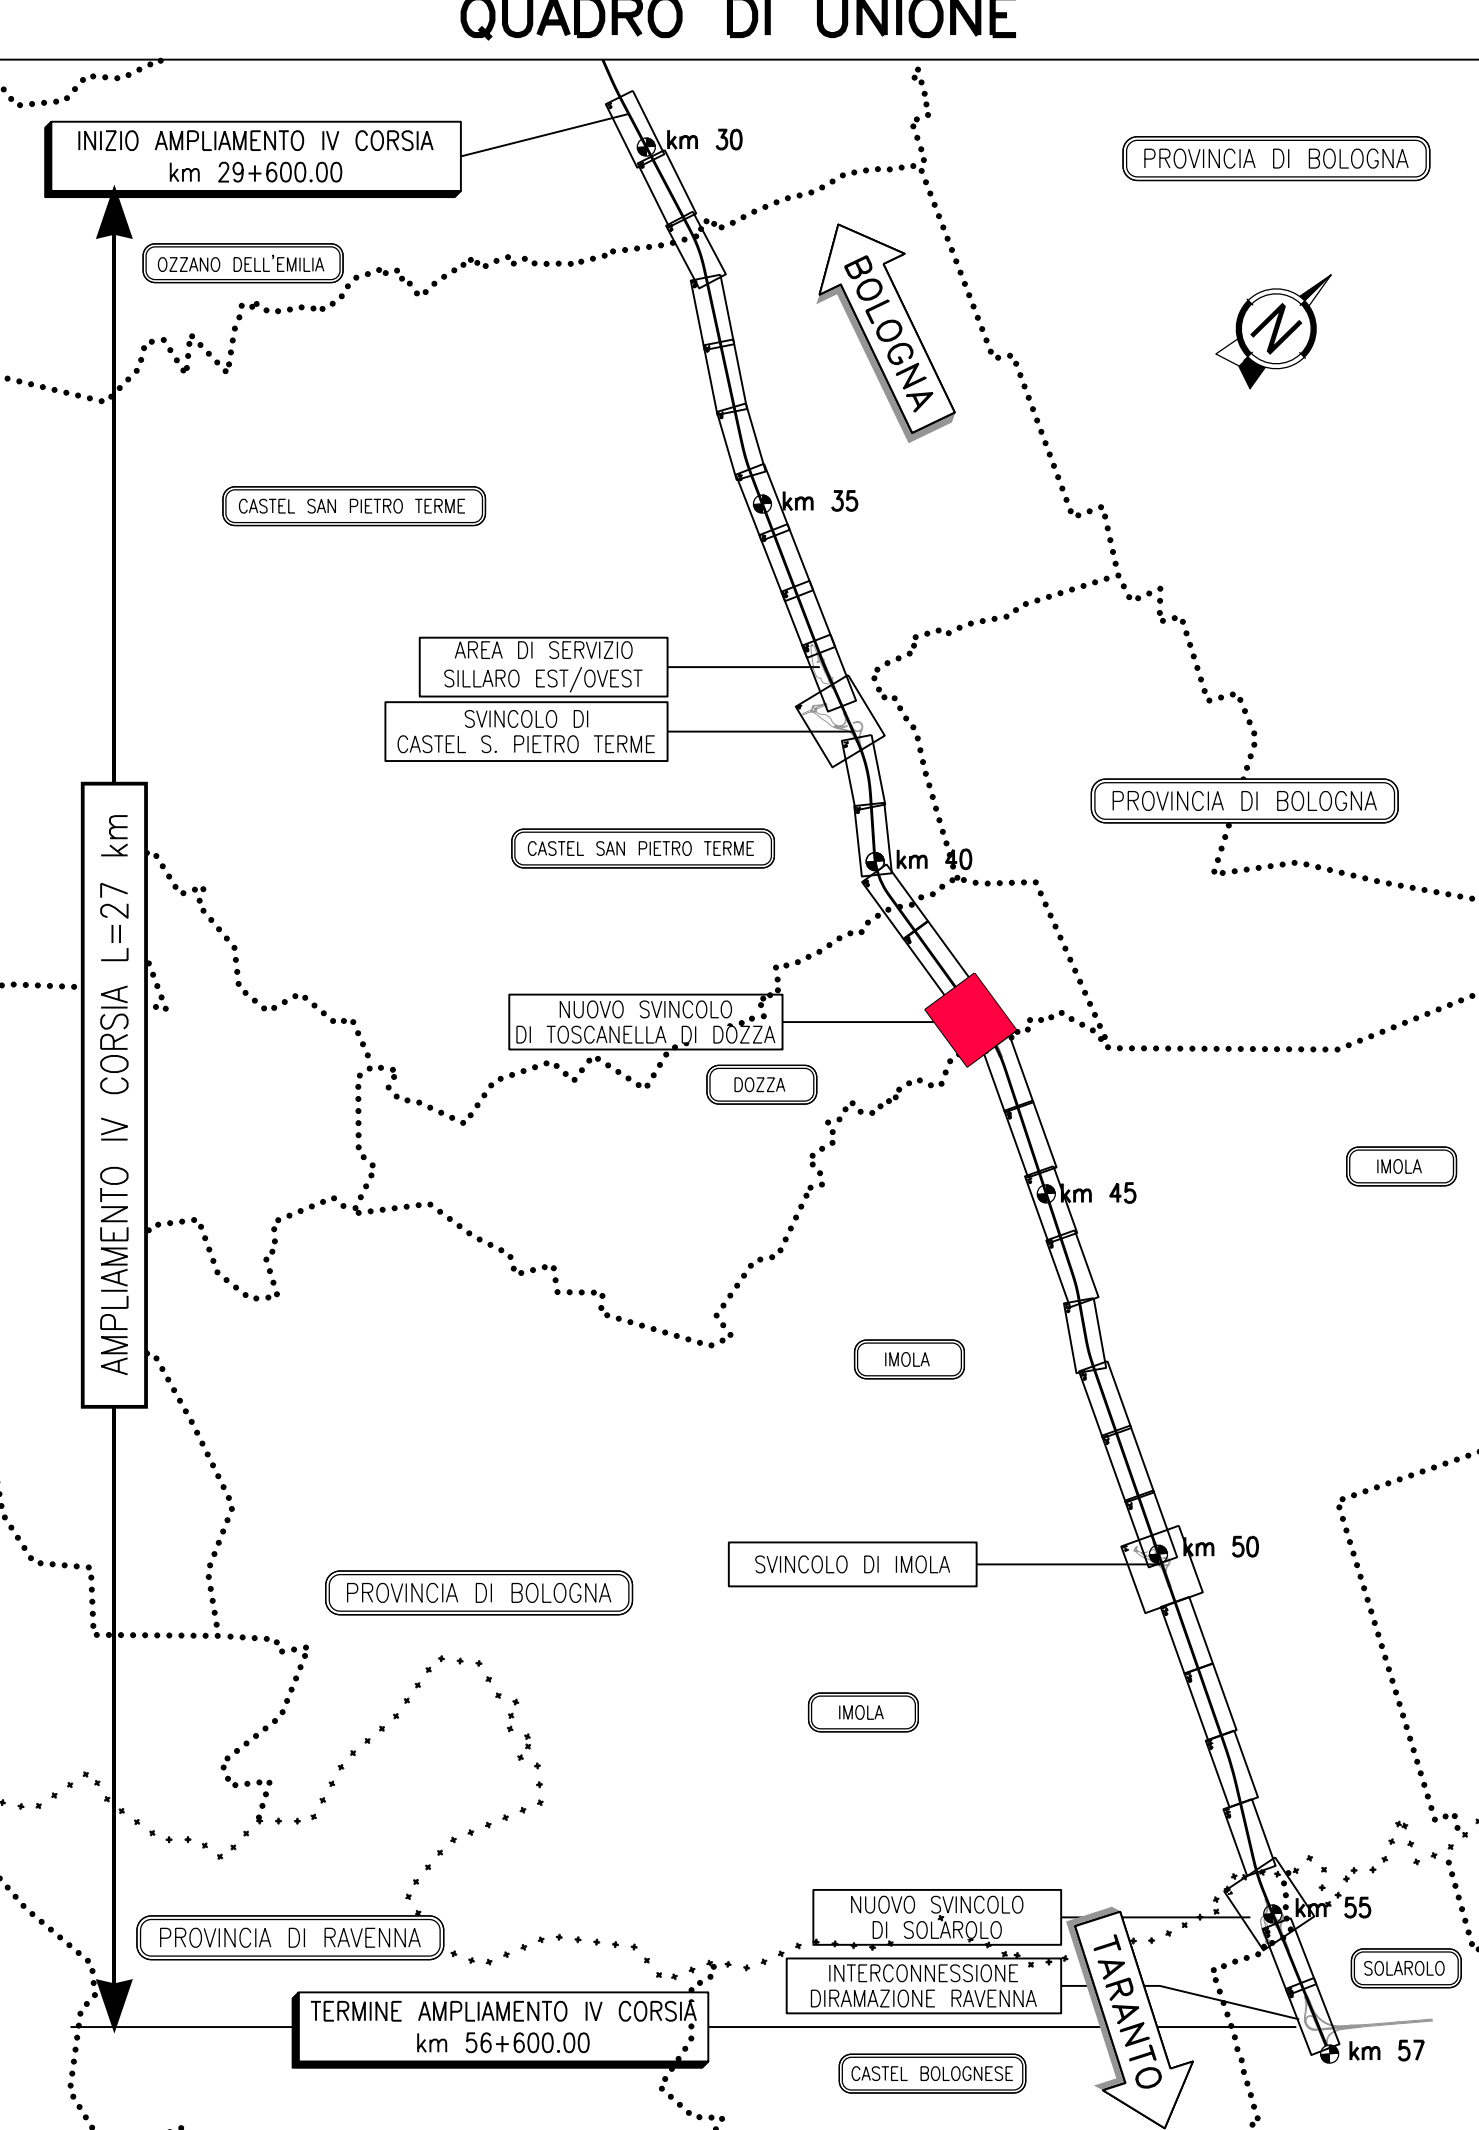 QUADRO DI UNIONE
INIZIO AMPLIAMENTO IV CORSIA
km 29+600.00
km 30
PROVINCIA DI BOLOGNA
OZZANO DELL'EMILIA
BOLOGNA
N
CASTEL SAN PIETRO TERME
km 35
AREA DI SERVIZIO
SILLARO EST/OVEST
SVINCOLO DI
CASTEL S. PIETRO TERME
PROVINCIA DI BOLOGNA
AMPLIAMENTO IV CORSIA L=27 km
CASTEL SAN PIETRO TERME
km 40
NUOVO SVINCOLO
DI TOSCANELLA DI DOZZA
DOZZA
IMOLA
km 45
IMOLA
km 50
SVINCOLO DI IMOLA
PROVINCIA DI BOLOGNA
IMOLA
NUOVO SVINCOLO
DI SOLAROLO
km 55
PROVINCIA DI RAVENNA
TARANTO
SOLAROLO
INTERCONNESSIONE
DIRAMAZIONE RAVENNA
TERMINE AMPLIAMENTO IV CORSIA
km 56+600.00
km 57
CASTEL BOLOGNESE